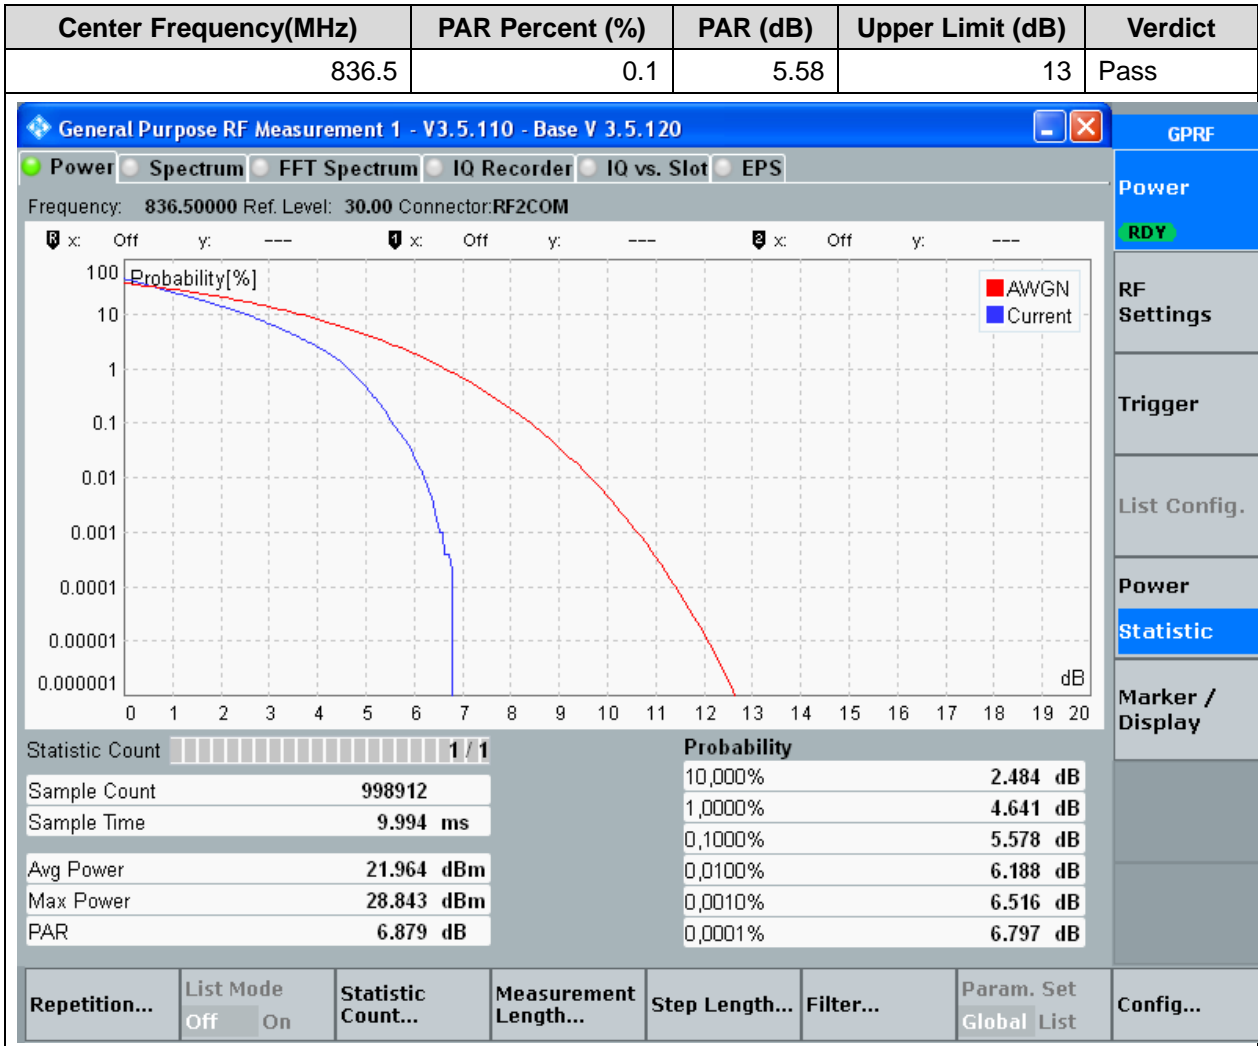 Center Frequency(MHz) PAR Percent (%) PAR (dB) Upper Limit (dB) Verdict
836.5 0.1 5.58 13 Pass
General Purpose RF Measurement 1 - V3.5.110 - Base V 3.5.120
GPRF
Power Spectrum FFT Spectrum IQ Recorder IQ vs. Slot EPS
Frequency: 836.50000 Ref. Level: 30.00 Connector:RF2COM
R x: Off y: --- 1 x: Off y: --- 2 x: Off y: ---
Probability[%]
AWGN
Current
100
10
1
0.1
0.01
0.001
0.0001
0.00001
0.000001
dB
0 1 2 3 4 5 6 7 8 9 10 11 12 13 14 15 16 17 18 19 20
Statistic Count 1 / 1
Sample Count 998912
Sample Time 9.994 ms
Avg Power 21.964 dBm
Max Power 28.843 dBm
PAR 6.879 dB
Probability
10,000% 2.484 dB
1,0000% 4.641 dB
0,1000% 5.578 dB
0,0100% 6.188 dB
0,0010% 6.516 dB
0,0001% 6.797 dB
Power
RDY
RF
Settings
Trigger
List Config.
Power
Statistic
Marker /
Display
Repetition...
List Mode
Off On
Statistic
Count...
Measurement
Length...
Step Length...
Filter...
Param. Set
Global List
Config...